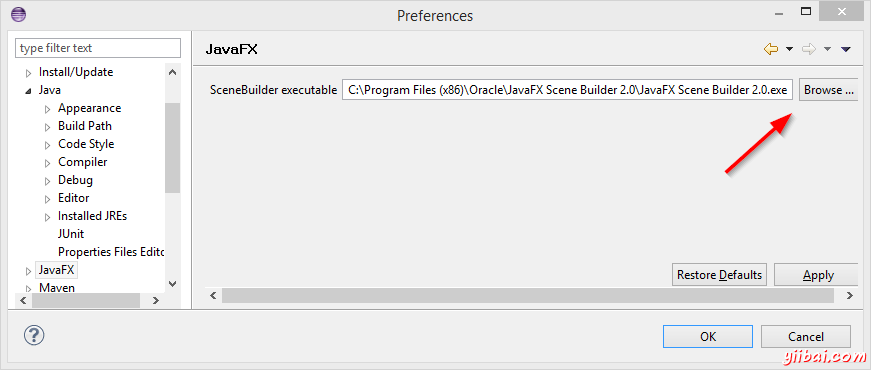 Preferences
type filter text
JavaFX
Install/Update
Java
Appearance
Build Path
Code Style
Compiler
Debug
Editor
Installed JREs
JUnit
Properties Files Edito
JavaFX
Maven
SceneBuilder executable
C:\Program Files (x86)\Oracle\JavaFX Scene Builder 2.0\JavaFX Scene Builder 2.0.exe
Browse ...
Restore Defaults
Apply
?
OK
Cancel
yiibai.com